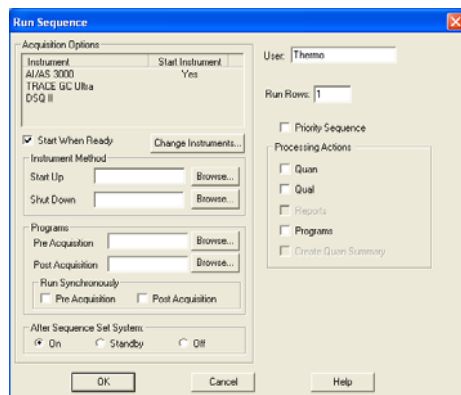 Run Sequence
Acquisition Options
Instrument Start Instrument
AI/AS 3000 Yes
TRACE GC Ultra
DSQ II
Start When Ready Change Instruments...
Instrument Method
Start Up Browse...
Shut Down Browse...
Programs
Pre Acquisition Browse...
Post Acquisition Browse...
Run Synchronously
Pre Acquisition Post Acquisition
After Sequence Set System:
On Standby Off
User: Thermo
Run Rows: 1
Priority Sequence
Processing Actions
Quan
Qual
Reports
Programs
Create Quan Summary
OK Cancel Help